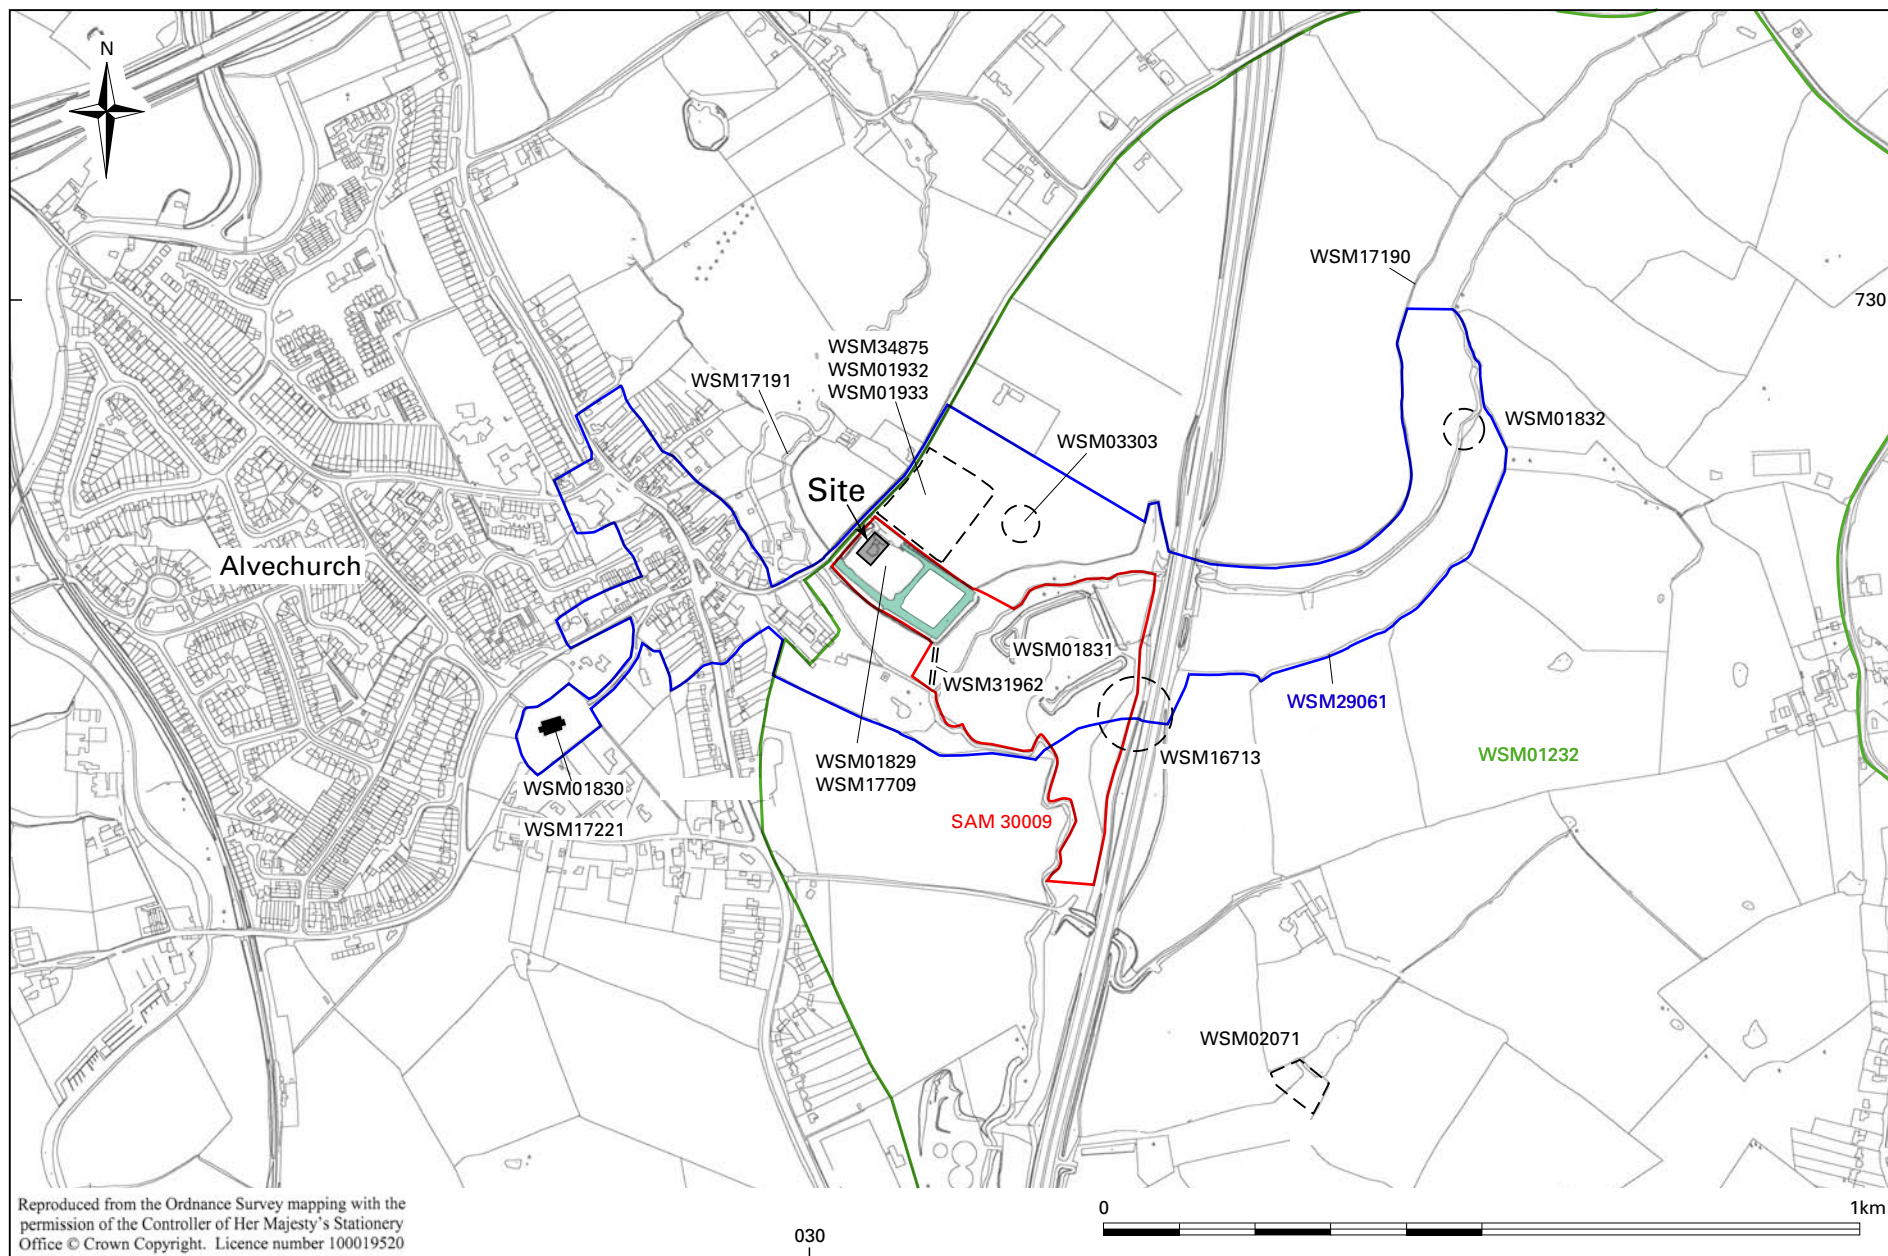 N
WSM17190
730
WSM34875
WSM01932
WSM01933
WSM17191
WSM01832
WSM03303
Site
Alvechurch
WSM01831
WSM31962
WSM29061
WSM01829
WSM17709
WSM16713
WSM01232
WSM01830
WSM17221
SAM 30009
WSM02071
Reproduced from the Ordnance Survey mapping with the
permission of the Controller of Her Majesty's Stationery
Office © Crown Copyright. Licence number 100019520
030
0
1km